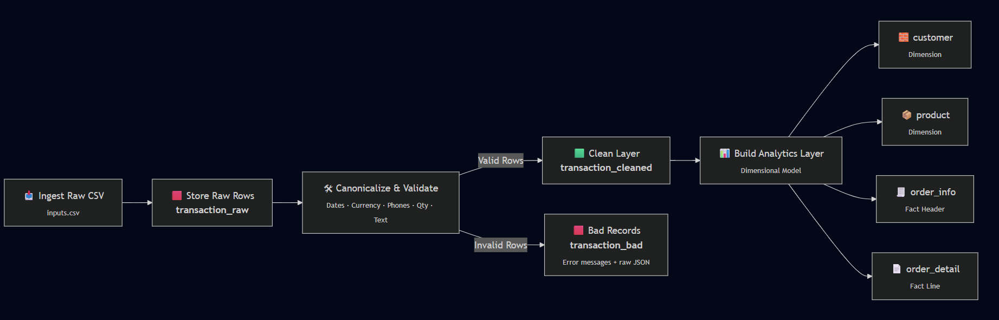 Ingest Raw CSV
inputs.csv
Store Raw Rows
transaction_raw
Canonicalize & Validate
Dates · Currency · Phones · Qty ·
Text
Valid Rows
Invalid Rows
Clean Layer
transaction_cleaned
Bad Records
transaction_bad
Error messages + raw JSON
Build Analytics Layer
Dimensional Model
customer
Dimension
product
Dimension
order_info
Fact Header
order_detail
Fact Line